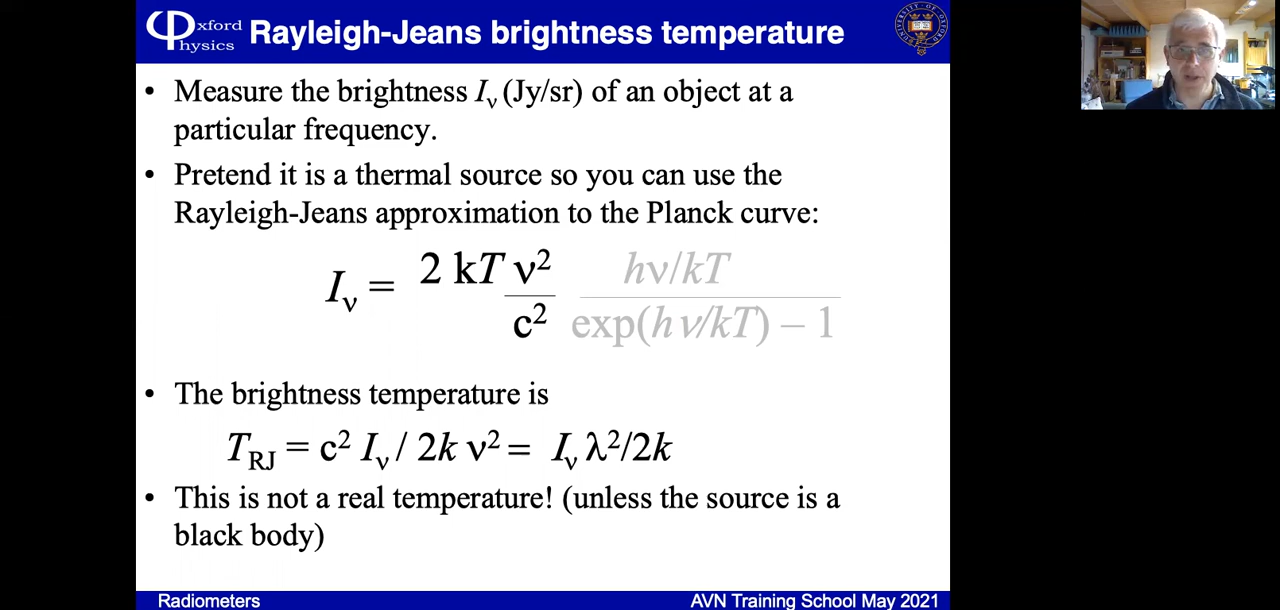 Oxford Physics
Rayleigh-Jeans brightness temperature
• Measure the brightness Iν (Jy/sr) of an object at a
particular frequency.
• Pretend it is a thermal source so you can use the
Rayleigh-Jeans approximation to the Planck curve:
Iν = 2 kT ν² / c² hν/kT / exp(hν/kT) – 1
• The brightness temperature is
T_RJ = c² Iν / 2k ν² = Iν λ²/2k
• This is not a real temperature! (unless the source is a
black body)
Radiometers
AVN Training School May 2021